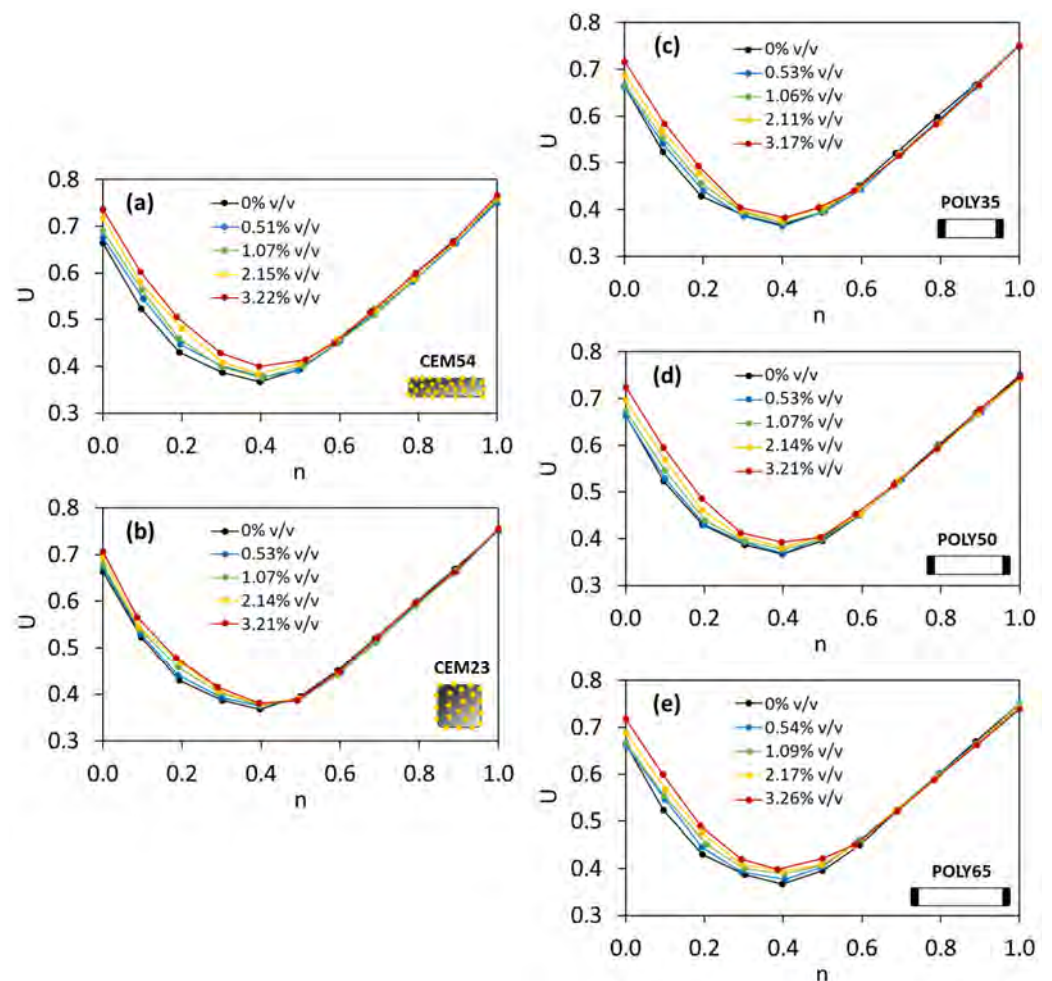 (a)
0% v/v
0.51% v/v
1.07% v/v
2.15% v/v
3.22% v/v
CEM54
U
0.8
0.7
0.6
0.5
0.4
0.3
0.0 0.2 0.4 0.6 0.8 1.0
n
(b)
0% v/v
0.53% v/v
1.07% v/v
2.14% v/v
3.21% v/v
CEM23
U
0.8
0.7
0.6
0.5
0.4
0.3
0.0 0.2 0.4 0.6 0.8 1.0
n
(c)
0% v/v
0.53% v/v
1.06% v/v
2.11% v/v
3.17% v/v
POLY35
U
0.8
0.7
0.6
0.5
0.4
0.3
0.0 0.2 0.4 0.6 0.8 1.0
n
(d)
0% v/v
0.53% v/v
1.07% v/v
2.14% v/v
3.21% v/v
POLY50
U
0.8
0.7
0.6
0.5
0.4
0.3
0.0 0.2 0.4 0.6 0.8 1.0
n
(e)
0% v/v
0.54% v/v
1.09% v/v
2.17% v/v
3.26% v/v
POLY65
U
0.8
0.7
0.6
0.5
0.4
0.3
0.0 0.2 0.4 0.6 0.8 1.0
n